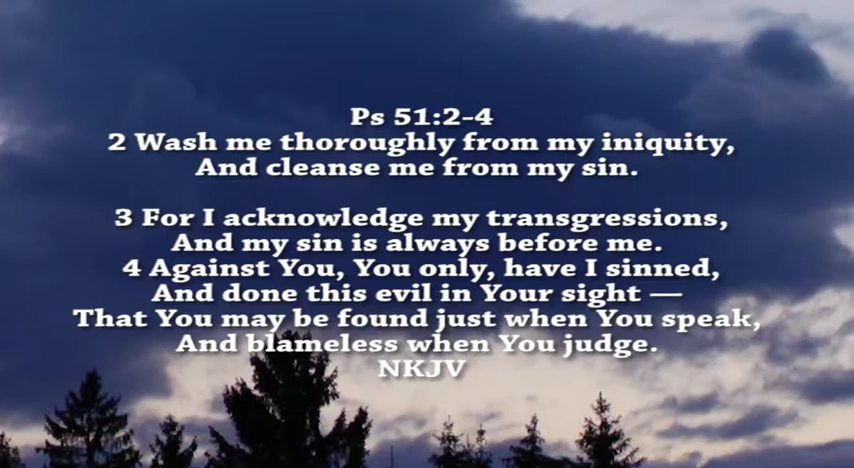 Ps 51:2-4
2 Wash me thoroughly from my iniquity,
And cleanse me from my sin.
3 For I acknowledge my transgressions,
And my sin is always before me.
4 Against You, You only, have I sinned,
And done this evil in Your sight —
That You may be found just when You speak,
And blameless when You judge.
NKJV